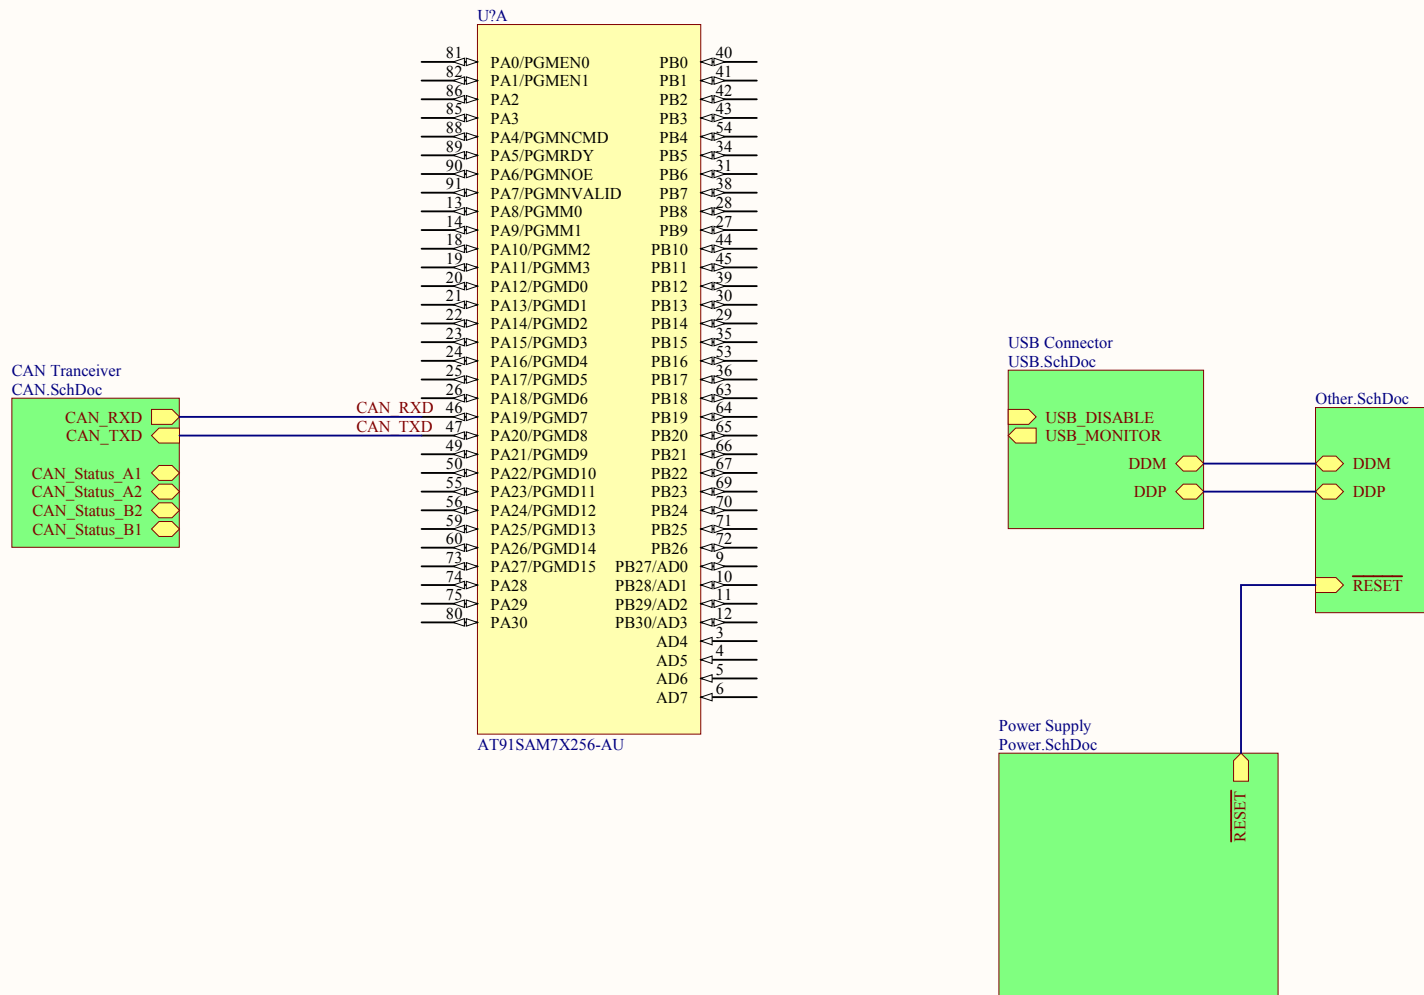 U?A
81 PA0/PGMEN0 PB0 40
82 PA1/PGMEN1 PB1 41
86 PA2 PB2 42
85 PA3 PB3 43
88 PA4/PGMNCMD PB4 54
89 PA5/PGMRDY PB5 34
90 PA6/PGMNOE PB6 31
91 PA7/PGMNVALID PB7 38
13 PA8/PGMM0 PB8 28
14 PA9/PGMM1 PB9 27
18 PA10/PGMM2 PB10 44
19 PA11/PGMM3 PB11 45
20 PA12/PGMD0 PB12 39
21 PA13/PGMD1 PB13 30
22 PA14/PGMD2 PB14 29
23 PA15/PGMD3 PB15 35
24 PA16/PGMD4 PB16 53
25 PA17/PGMD5 PB17 36
26 PA18/PGMD6 PB18 63
CAN_RXD 46 PA19/PGMD7 PB19 64
CAN_TXD 47 PA20/PGMD8 PB20 65
49 PA21/PGMD9 PB21 66
50 PA22/PGMD10 PB22 67
55 PA23/PGMD11 PB23 69
56 PA24/PGMD12 PB24 70
59 PA25/PGMD13 PB25 71
60 PA26/PGMD14 PB26 72
73 PA27/PGMD15 PB27/AD0 9
74 PA28 PB28/AD1 10
75 PA29 PB29/AD2 11
80 PA30 PB30/AD3 12
AD4 3
AD5 4
AD6 5
AD7 6
AT91SAM7X256-AU
CAN Tranceiver
CAN.SchDoc
CAN_RXD
CAN_TXD
CAN_Status_A1
CAN_Status_A2
CAN_Status_B2
CAN_Status_B1
USB Connector
USB.SchDoc
USB_DISABLE
USB_MONITOR
DDM
DDP
Other.SchDoc
DDM
DDP
RESET
Power Supply
Power.SchDoc
RESET